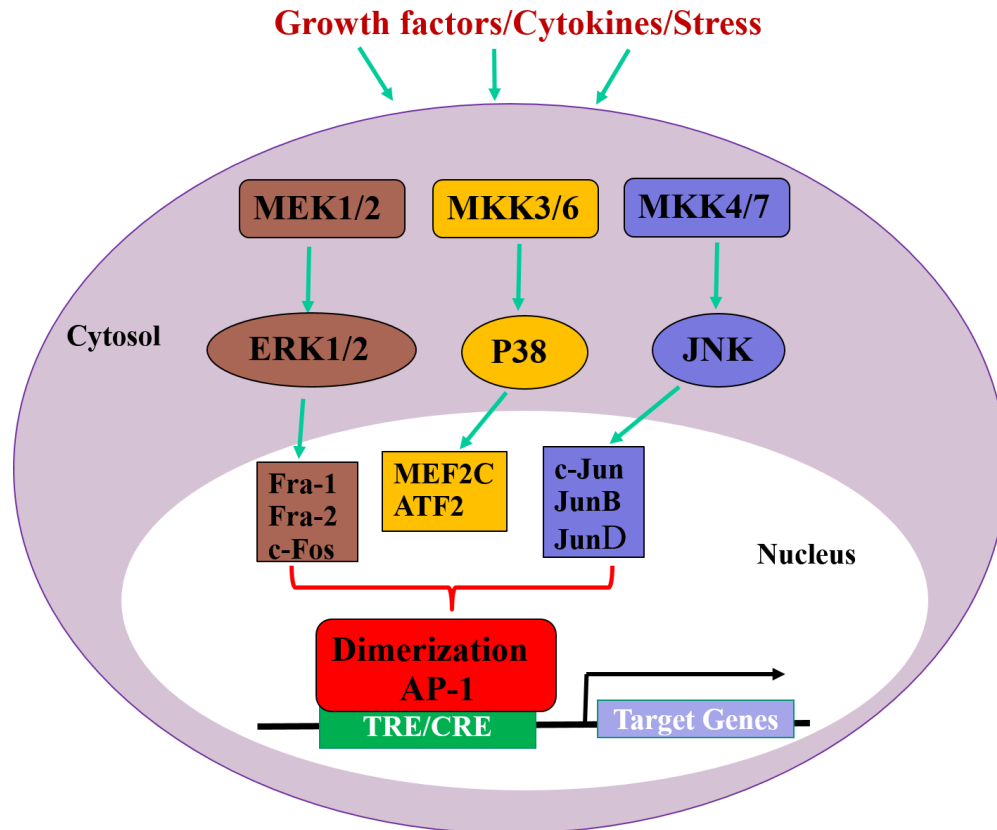 Growth factors/Cytokines/Stress
MEK1/2
MKK3/6
MKK4/7
Cytosol
ERK1/2
P38
JNK
Fra-1
Fra-2
c-Fos
MEF2C
ATF2
c-Jun
JunB
JunD
Nucleus
Dimerization
AP-1
TRE/CRE
Target Genes